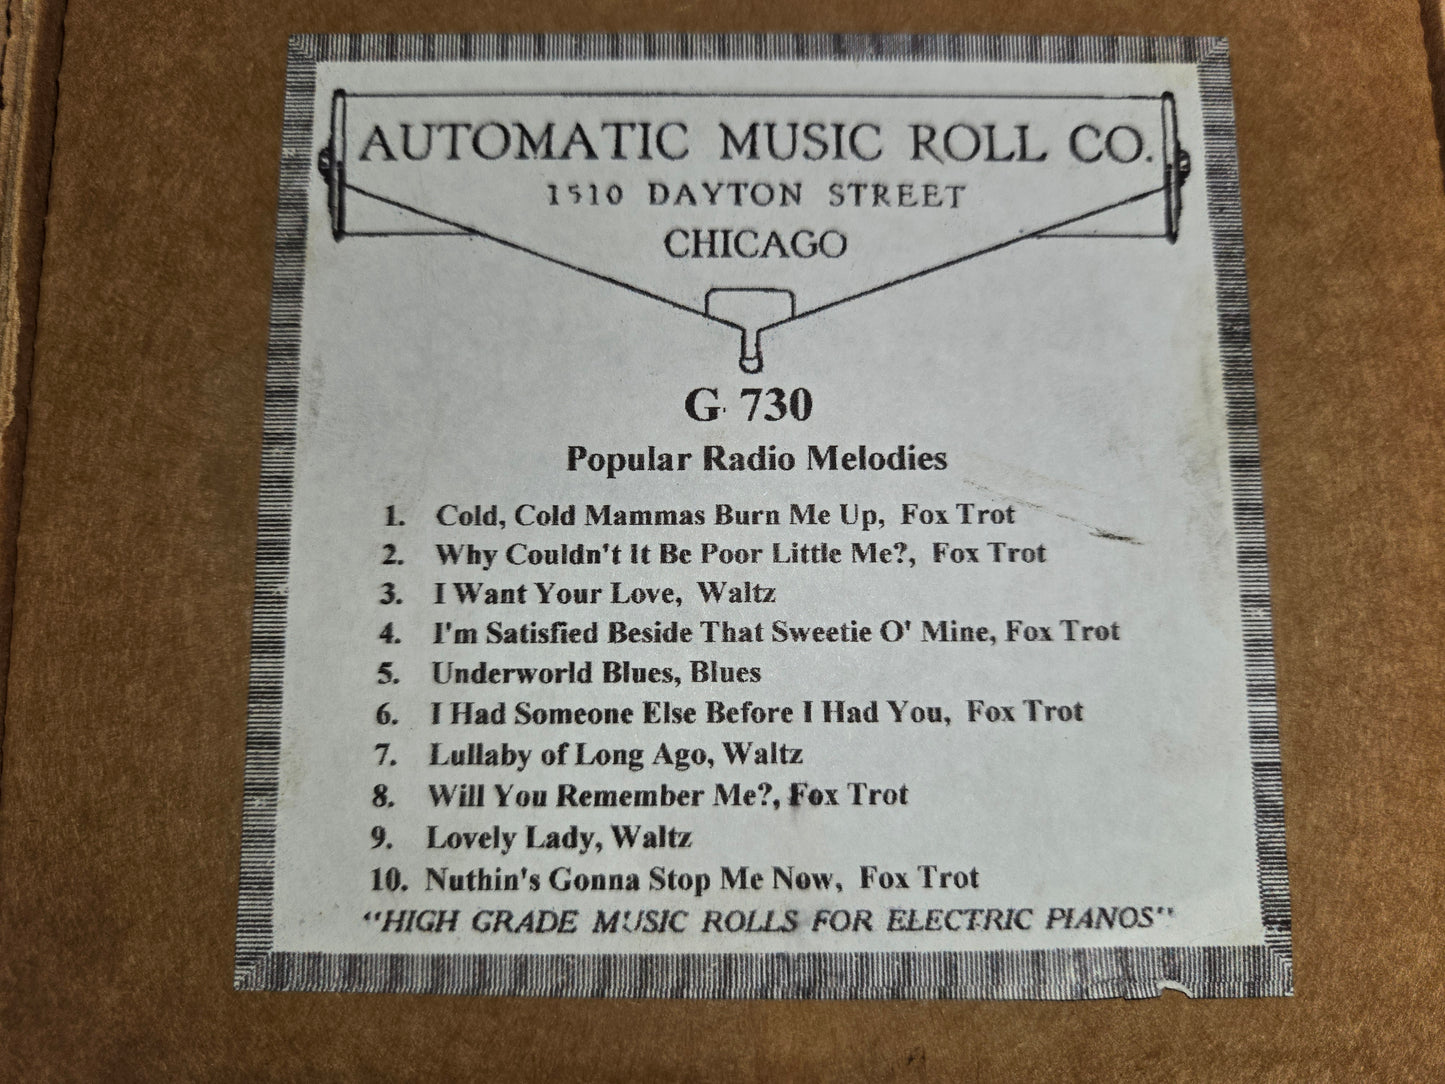 AUTOMATIC MUSIC ROLL CO.
1510 DAYTON STREET
CHICAGO
G 730
Popular Radio Melodies
1. Cold, Cold Mammas Burn Me Up, Fox Trot
2. Why Couldn't It Be Poor Little Me?, Fox Trot
3. I Want Your Love, Waltz
4. I'm Satisfied Beside That Sweetie O' Mine, Fox Trot
5. Underworld Blues, Blues
6. I Had Someone Else Before I Had You, Fox Trot
7. Lullaby of Long Ago, Waltz
8. Will You Remember Me?, Fox Trot
9. Lovely Lady, Waltz
10. Nuthin's Gonna Stop Me Now, Fox Trot
"HIGH GRADE MUSIC ROLLS FOR ELECTRIC PIANOS"